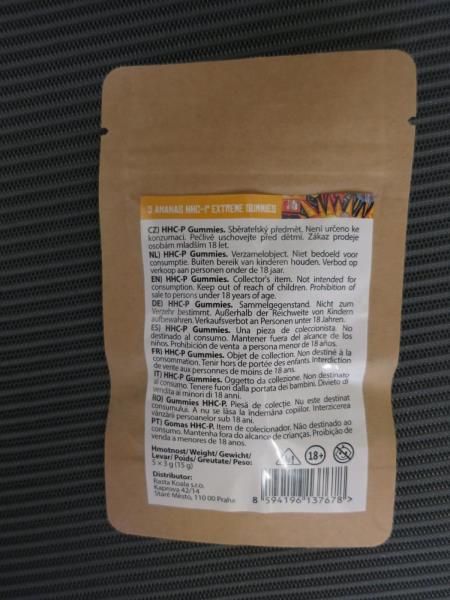 5 ANANAS HHC-P EXTREME GUMMIES
CZ) HHC-P Gummies. Sběratelský předmět. Není určeno ke
konzumaci. Pečlivě uschovejte před dětmi. Zákaz prodeje
osobám mladším 18 let.
NL) HHC-P Gummies. Verzamelobject. Niet bedoeld voor
consumptie. Buiten bereik van kinderen houden. Verbod op
verkoop aan personen onder de 18 jaar.
EN) HHC-P Gummies. Collector's item. Not intended for
consumption. Keep out of reach of children. Prohibition of
sale to persons under 18 years of age.
DE) HHC-P Gummies. Sammelgegenstand. Nicht zum
Verzehr bestimmt. Außerhalb der Reichweite von Kindern
aufbewahren. Verkaufsverbot an Personen unter 18 Jahren.
ES) HHC-P Gummies. Una pieza de coleccionista. No
destinado al consumo. Mantener fuera del alcance de los
niños. Prohibición de venta a persona menor de 18 años.
FR) HHC-P Gummies. Objet de collection. Non destiné à la
consommation. Tenir hors de portée des enfants. Interdiction
de vente aux personnes de moins de 18 ans.
IT) HHC-P Gummies. Oggetto da collezione. Non destinato
al consumo. Tenere fuori dalla portata dei bambini. Divieto di
vendita ai minori di 18 anni.
RO) Gummies HHC-P. Piesă de colecție. Nu este destinat
consumului. A nu se lăsa la îndemâna copiilor. Interzicerea
vânzării persoanelor sub 18 ani.
PT) Gomas HHC-P. Item de colecionador. Não destinado ao
consumo. Mantenha fora do alcance de crianças. Proibição de
venda a menores de 18 anos.
Hmotnost/ Weight/ Gewicht/
Levar/ Poids/ Greutate/ Peso:
5 × 3 g (15 g)
18+
Distributor:
Rasta Koala s.r.o.
Kaprova 42/14
Staré Město, 110 00 Praha
8 594196 137678 >